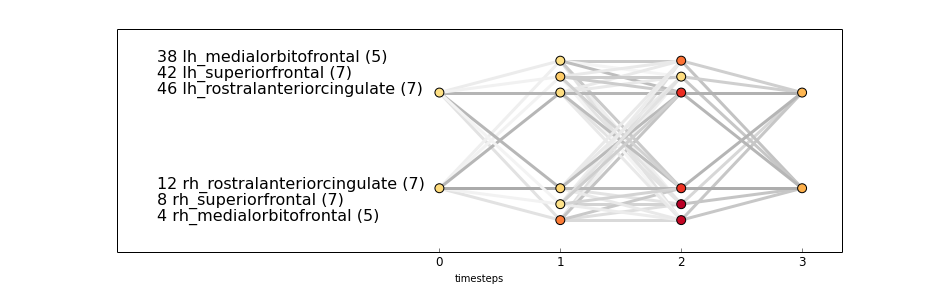 38 lh_medialorbitofrontal (5)
42 lh_superiorfrontal (7)
46 lh_rostralanteriorcingulate (7)
12 rh_rostralanteriorcingulate (7)
8 rh_superiorfrontal (7)
4 rh_medialorbitofrontal (5)
0 1 2 3
timesteps